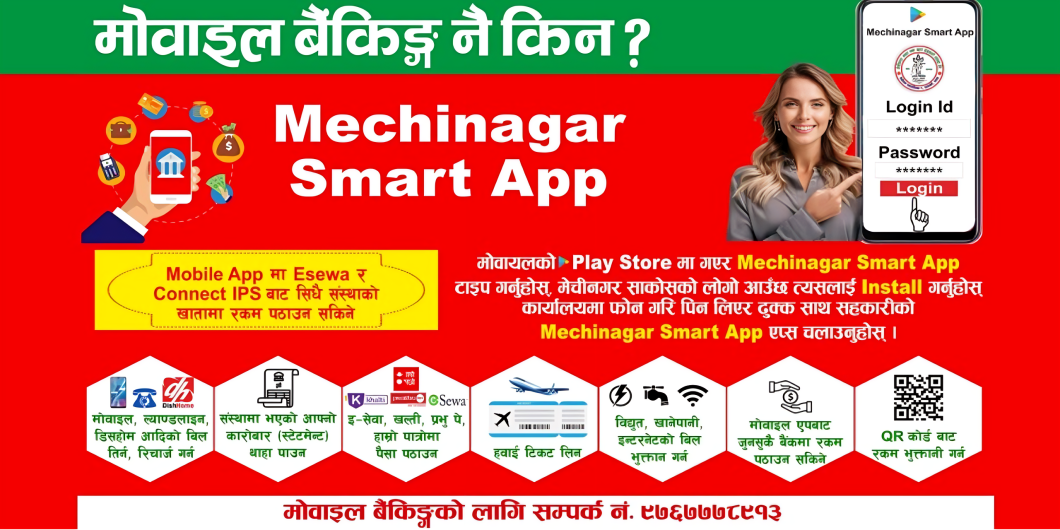 मोवाइल बैंकिङ्ग नै किन ?
Mechinagar
Smart App
Mechinagar Smart App
Login Id
*******
Password
*******
Login
Mobile App मा Esewa र
Connect IPS बाट सिधै संस्थाको
खातामा रकम पठाउन सकिने
मोवायलको Play Store मा गएर Mechinagar Smart App
टाइप गर्नुहोस्, मेचीनगर साकोसको लोगो आउँछ त्यसलाई Install गर्नुहोस्
कार्यालयमा फोन गरि पिन लिएर ढुक्क साथ सहकारीको
Mechinagar Smart App एप्स चलाउनुहोस् ।
DishHome
मोवाइल, ल्याण्डलाइन,
डिसहोम आदिको बिल
तिर्न, रिचार्ज गर्न
संस्थामा भएको आफ्नो
कारोबार (स्टेटमेन्ट)
थाहा पाउन
हाम्रो पात्रो
khalti
eSewa
इ-सेवा, खल्ती, प्रभु पे,
हाम्रो पात्रोमा
पैसा पठाउन
हवाई टिकट लिन
विद्युत, खानेपानी,
इन्टरनेटको बिल
भुक्तान गर्न
मोवाइल एपबाट
जुनसुकै बैंकमा रकम
पठाउन सकिने
QR कोर्ड बाट
रकम भुक्तानी गर्न
मोवाइल बैंकिङ्गको लागि सम्पर्क नं. ९७६७७७८९१३